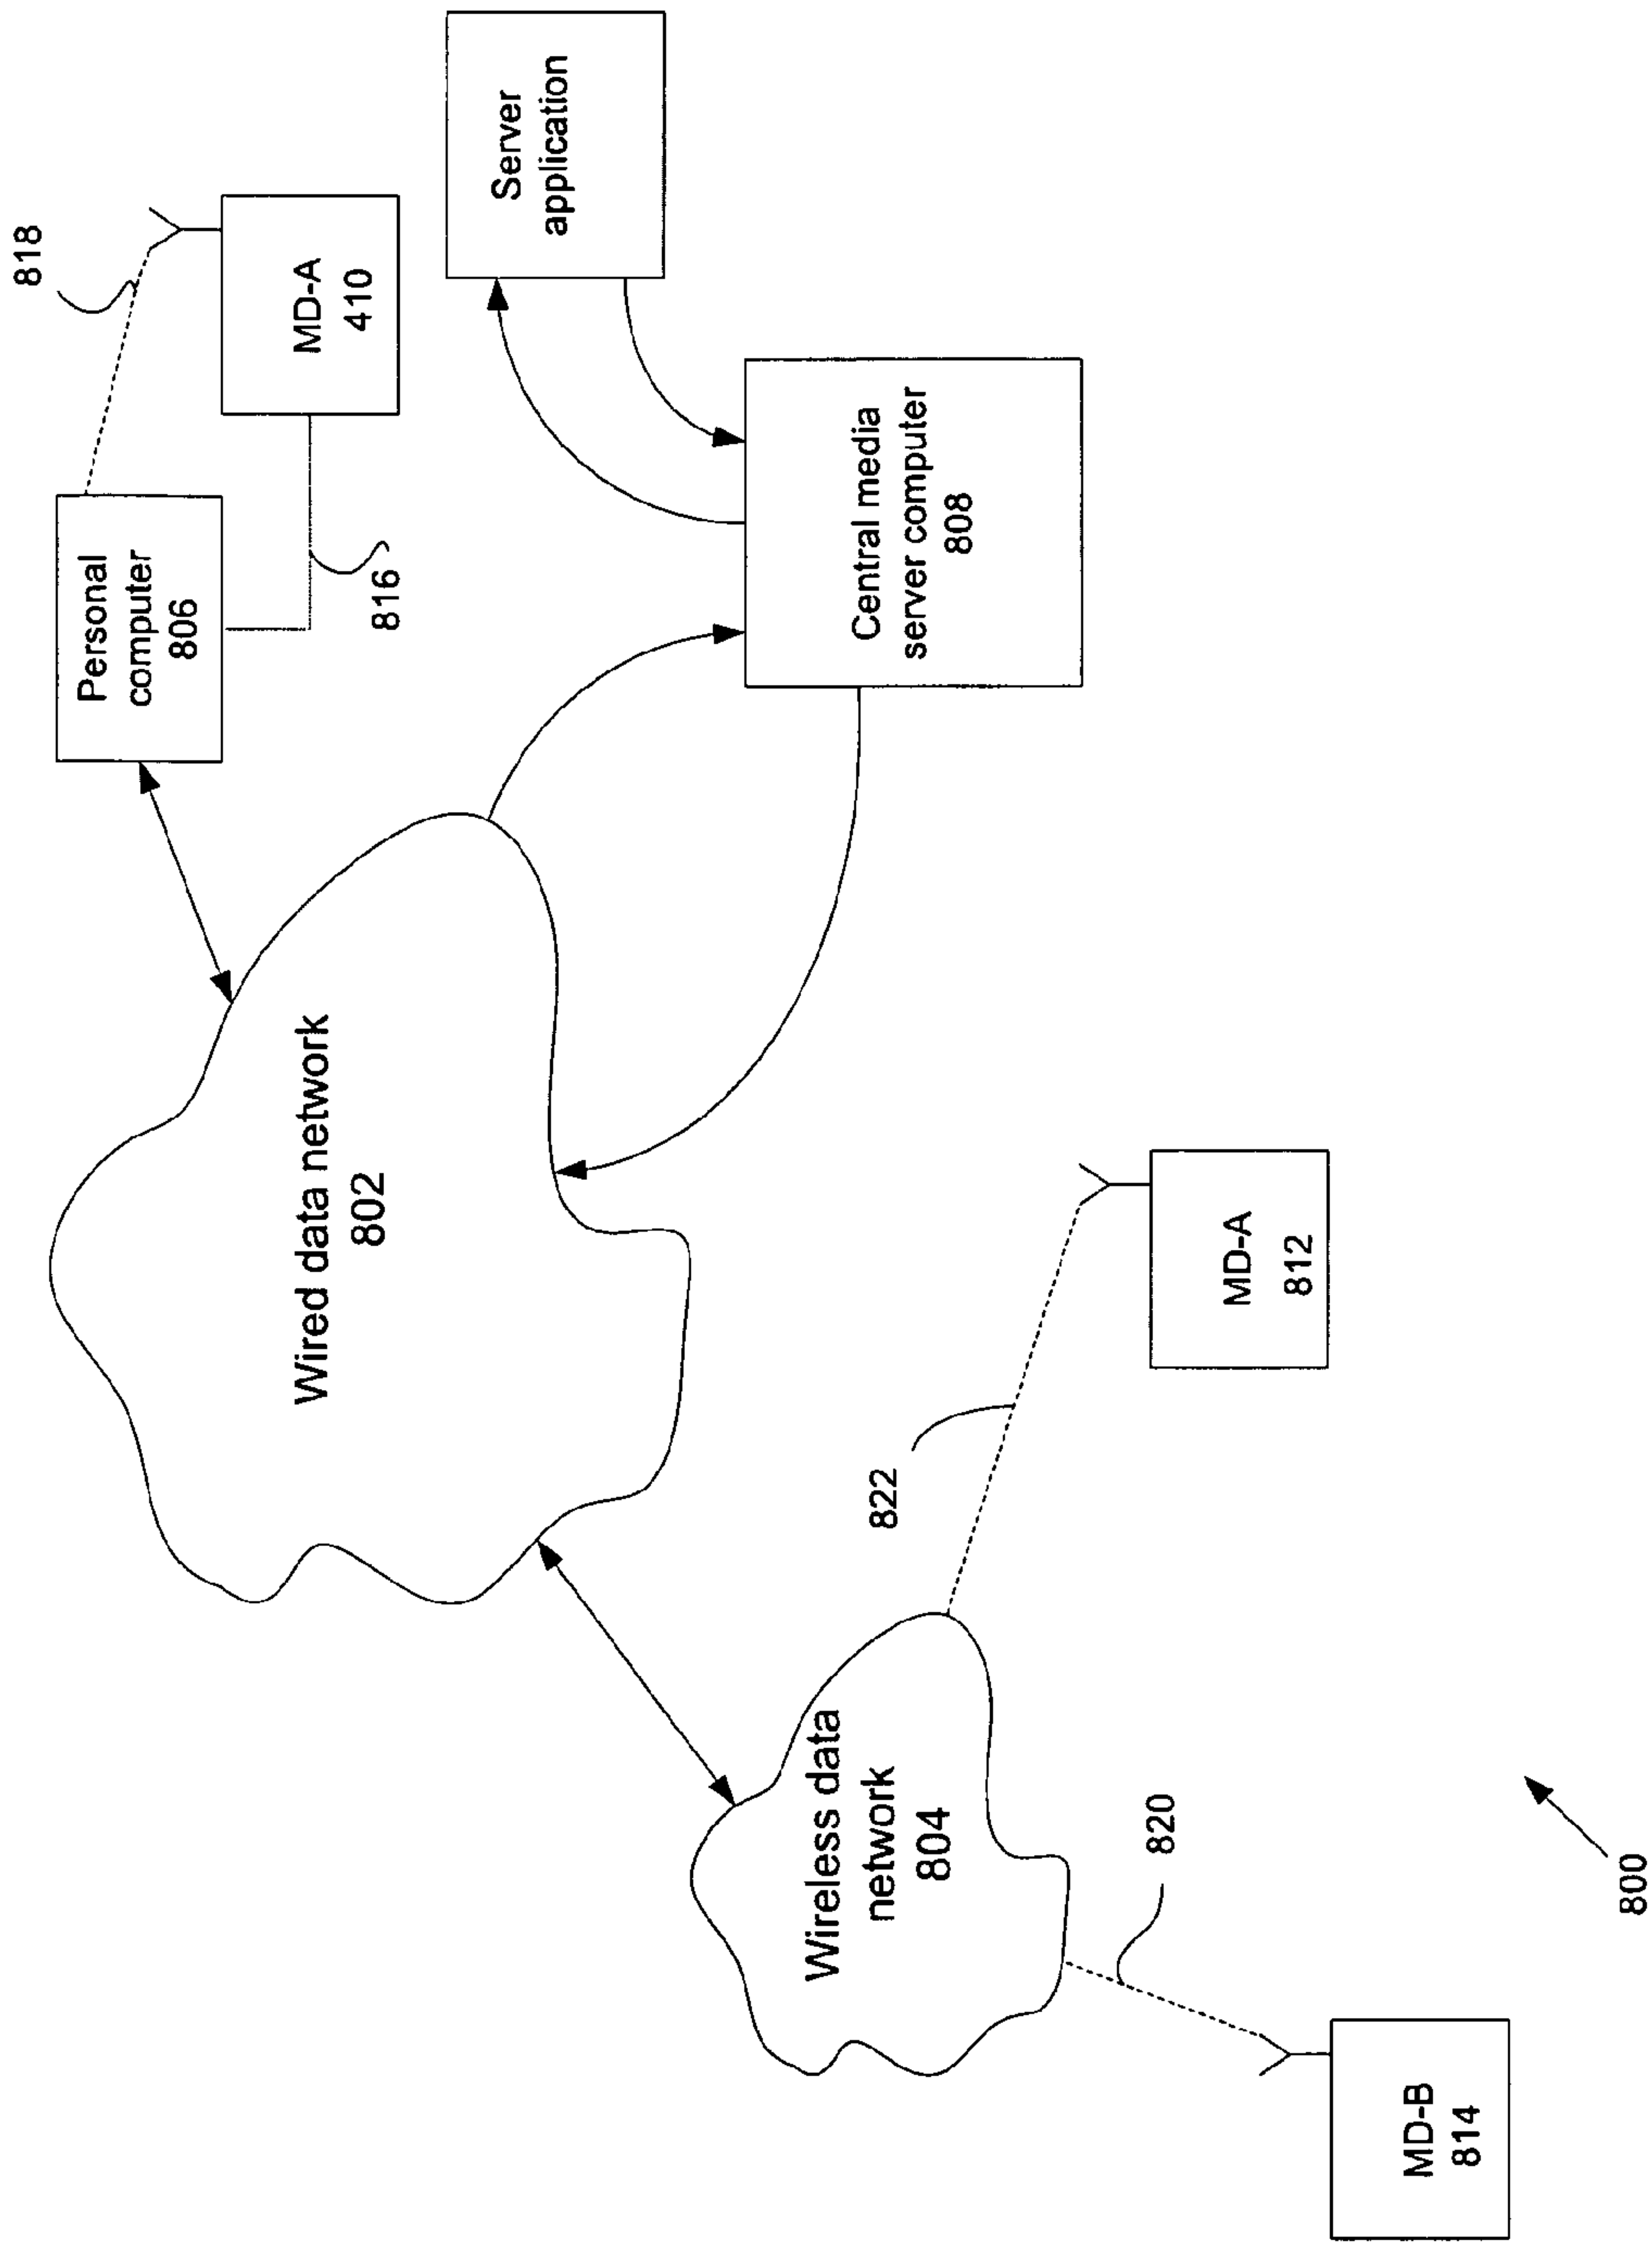 818
Personal
computer
806
MD-A
410
816
Server
application
Wired data network
802
Central media
server computer
808
Wireless data
network
804
822
MD-A
812
820
MD-B
814
800